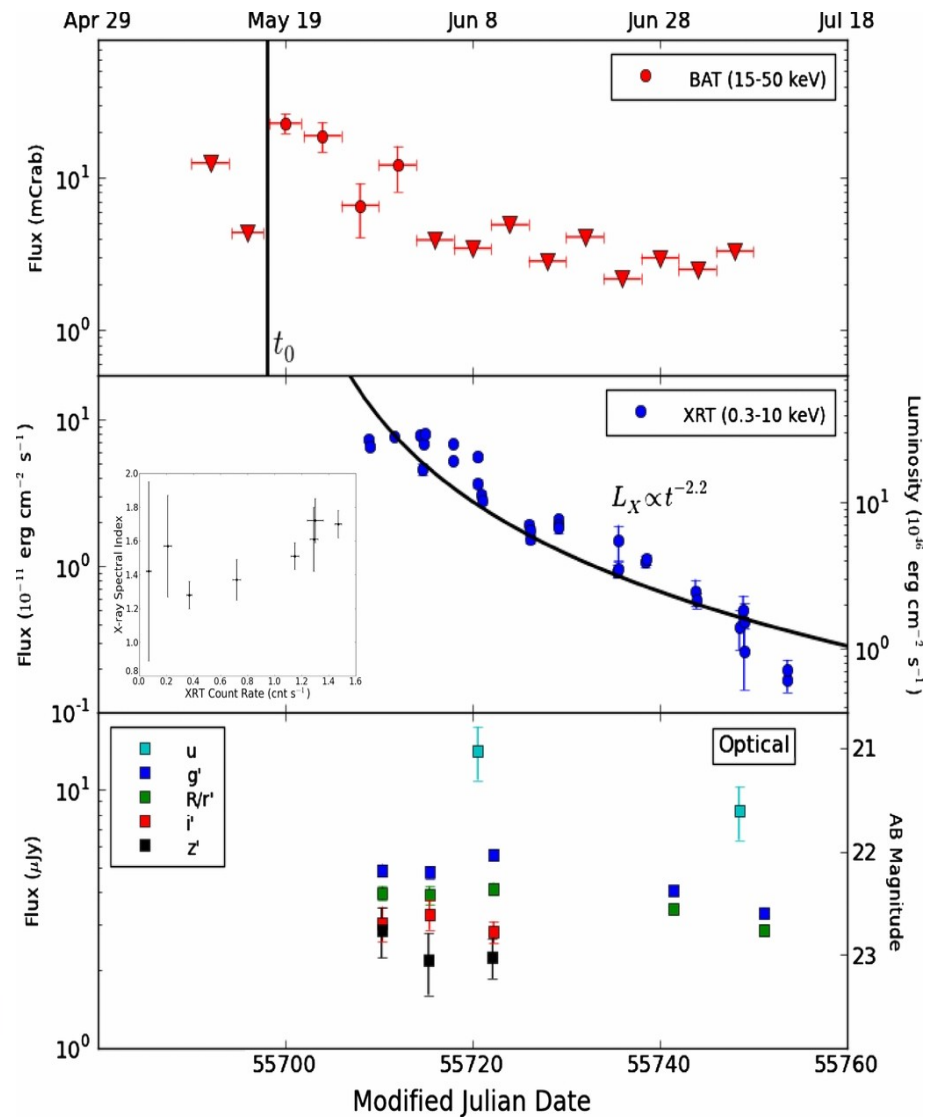 Apr 29 May 19 Jun 8 Jun 28 Jul 18
BAT (15-50 keV)
10¹
10⁰
Flux (mCrab)
t₀
XRT (0.3-10 keV)
10¹
10⁰
10⁻¹
Flux (10⁻¹¹ erg cm⁻² s⁻¹)
L_X∝t⁻²·²
10¹
10⁰
Luminosity (10⁴⁶ erg cm⁻² s⁻¹)
2.0
1.8
1.6
1.4
1.2
1.0
0.8
X-ray Spectral Index
0.0 0.2 0.4 0.6 0.8 1.0 1.2 1.4 1.6
XRT Count Rate (cnt s⁻¹)
Optical
u
g'
R/r'
i'
z'
10¹
10⁰
Flux (μJy)
21
22
23
AB Magnitude
55700 55720 55740 55760
Modified Julian Date